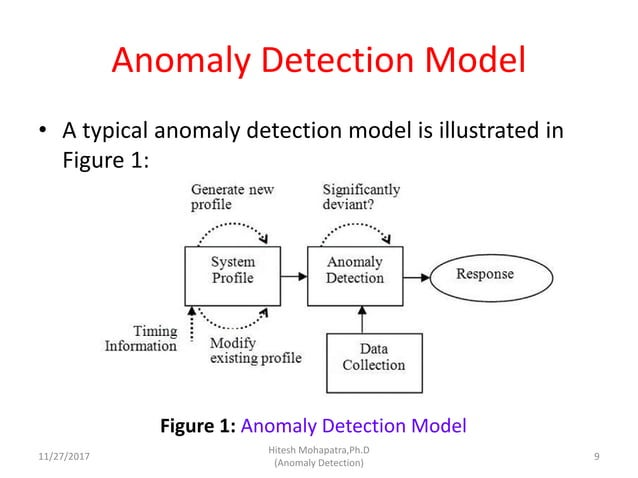 Anomaly Detection Model
• A typical anomaly detection model is illustrated in
Figure 1:
Generate new
profile
Significantly
deviant?
System
Profile
Anomaly
Detection
Response
Timing
Information
Modify
existing profile
Data
Collection
Figure 1: Anomaly Detection Model
11/27/2017
Hitesh Mohapatra,Ph.D
(Anomaly Detection)
9